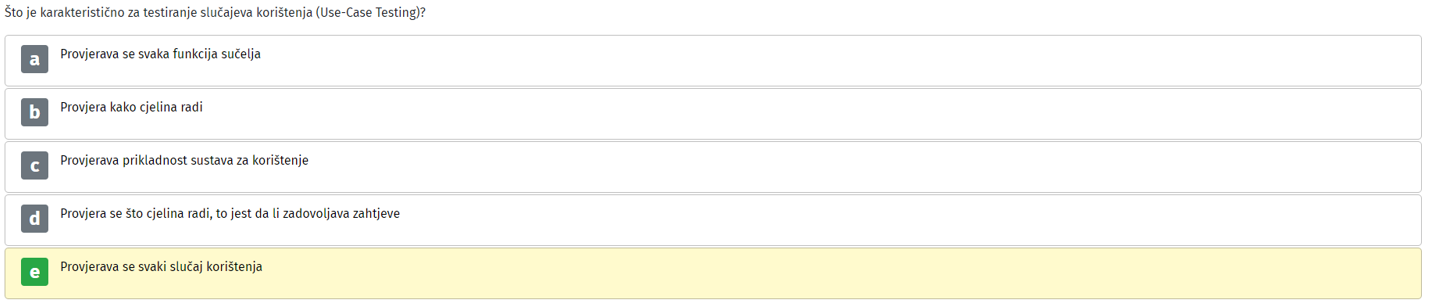 Što je karakteristično za testiranje slučajeva korištenja (Use-Case Testing)?
a Provjerava se svaka funkcija sučelja
b Provjera kako cjelina radi
c Provjerava prikladnost sustava za korištenje
d Provjera se što cjelina radi, to jest da li zadovoljava zahtjeve
e Provjerava se svaki slučaj korištenja